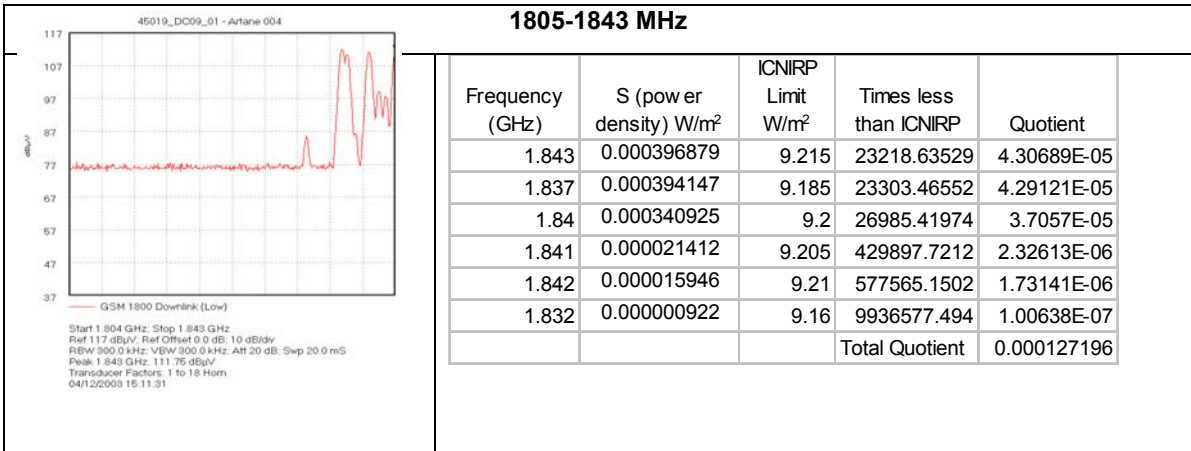 1805-1843 MHz
45019_DC09_01 - Artane 004
117
107
97
87
77
67
57
47
37
dBµV
GSM 1800 Downlink (Low)
Start 1.804 GHz; Stop 1.843 GHz
Ref 117 dBµV; Ref Offset 0.0 dB; 10 dB/div
RBW 300.0 kHz; VBW 300.0 kHz; Att 20 dB; Swp 20.0 mS
Peak 1.843 GHz, 111.75 dBµV
Transducer Factors: 1 to 18 Horn
04/12/2003 15:11:31
Frequency (GHz) S (power density) W/m² ICNIRP Limit W/m² Times less than ICNIRP Quotient
1.843 0.000396879 9.215 23218.63529 4.30689E-05
1.837 0.000394147 9.185 23303.46552 4.29121E-05
1.84 0.000340925 9.2 26985.41974 3.7057E-05
1.841 0.000021412 9.205 429897.7212 2.32613E-06
1.842 0.000015946 9.21 577565.1502 1.73141E-06
1.832 0.000000922 9.16 9936577.494 1.00638E-07
Total Quotient 0.000127196